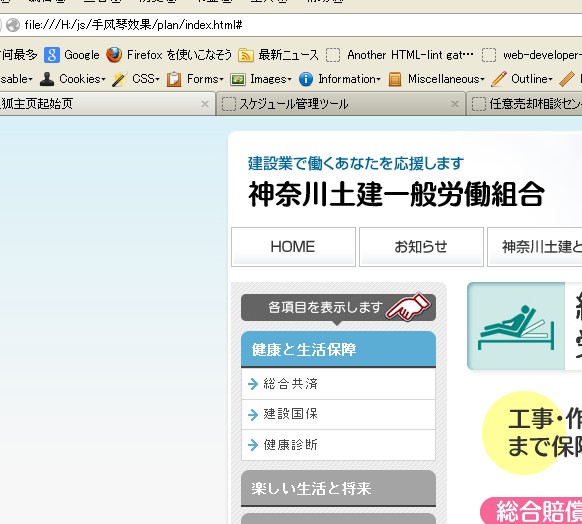 file:///H:/js/手风琴效果/plan/index.html#
问最多 Google Firefox を使いこなそう 最新ニュース Another HTML-lint gat… web-developer-
sable Cookies CSS Forms Images Information Miscellaneous Outline
狐主页起始页 × スケジュール管理ツール × 任意売却相談セン
建設業で働くあなたを応援します
神奈川土建一般労働組合
HOME お知らせ 神奈川土建と
各項目を表示します
健康と生活保障
総合共済
建設国保
健康診断
工事・作
まで保障
楽しい生活と将来
総合賠償